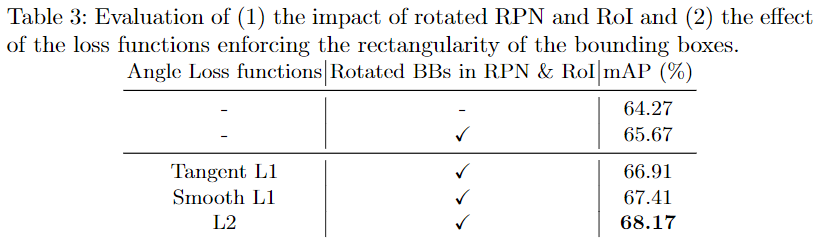 Table 3: Evaluation of (1) the impact of rotated RPN and RoI and (2) the effect
of the loss functions enforcing the rectangularity of the bounding boxes.
Angle Loss functions Rotated BBs in RPN & RoI mAP (%)
- - 64.27
- ✓ 65.67
Tangent L1 ✓ 66.91
Smooth L1 ✓ 67.41
L2 ✓ 68.17